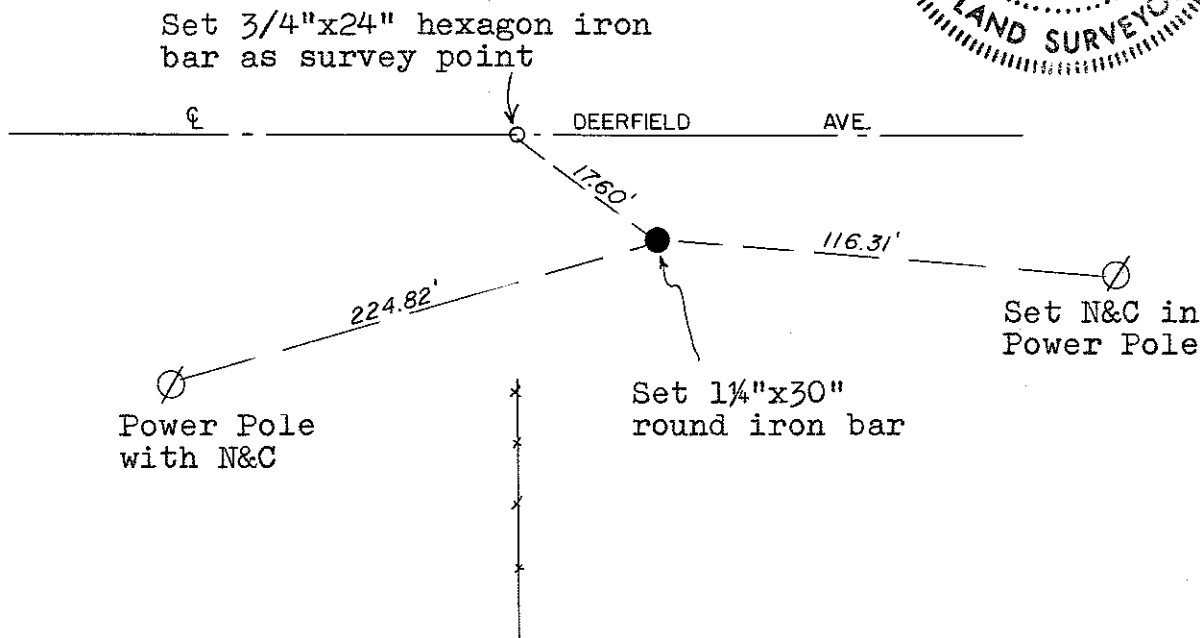 Set 3/4"x24" hexagon iron
bar as survey point
LAND SURVEYO
℄
DEERFIELD AVE.
17.60'
116.31'
224.82'
Set N&C in
Power Pole
Set 1¼"x30"
round iron bar
Power Pole
with N&C